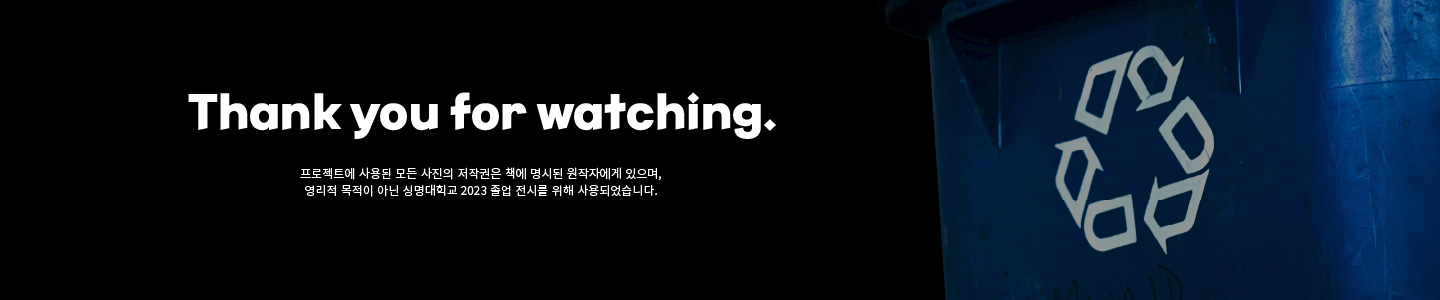 Thank you for watching.
프로젝트에 사용된 모든 사진의 저작권은 책에 명시된 원작자에게 있으며,
영리적 목적이 아닌 상명대학교 2023 졸업 전시를 위해 사용되었습니다.